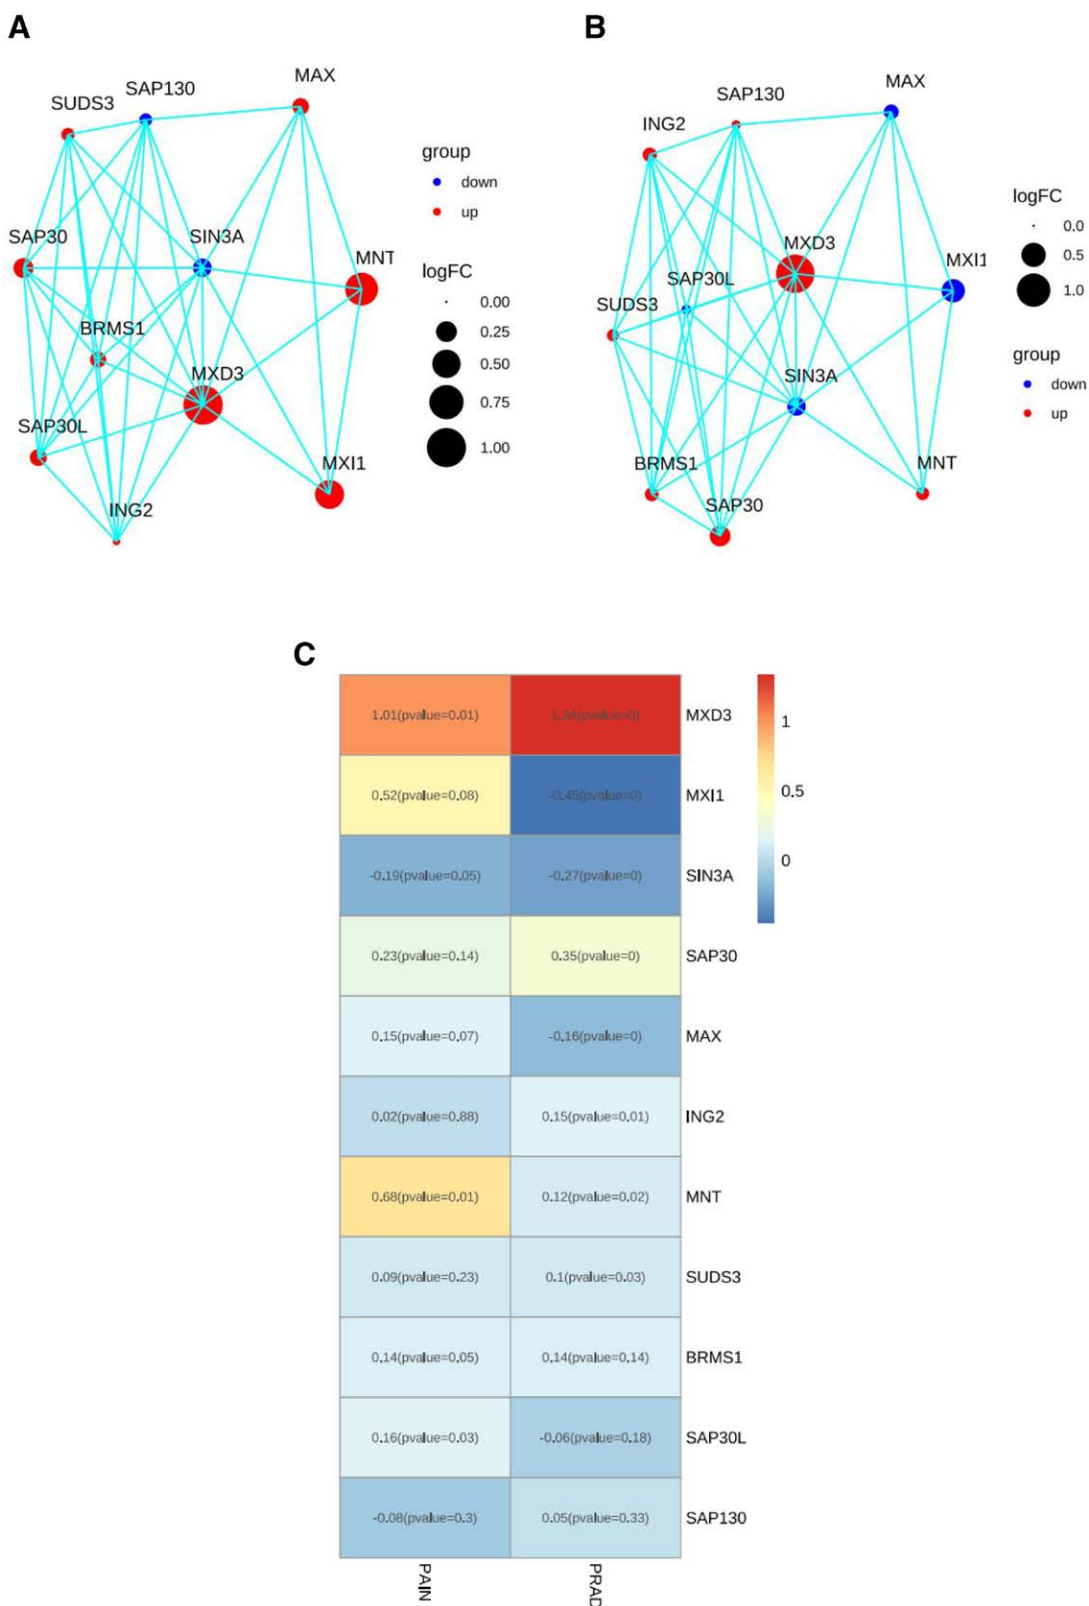 A
SUDS3
SAP130
MAX
SAP30
SIN3A
MNT
BRMS1
MXD3
SAP30L
MXI1
ING2
group
down
up
logFC
0.00
0.25
0.50
0.75
1.00
B
ING2
SAP130
MAX
MXD3
SAP30L
MXI1
SUDS3
SIN3A
BRMS1
MNT
SAP30
logFC
0.0
0.5
1.0
group
down
up
C
1.01(pvalue=0.01) 1.34(pvalue=0) MXD3
0.52(pvalue=0.08) -0.45(pvalue=0) MXI1
-0.19(pvalue=0.05) -0.27(pvalue=0) SIN3A
0.23(pvalue=0.14) 0.35(pvalue=0) SAP30
0.15(pvalue=0.07) -0.16(pvalue=0) MAX
0.02(pvalue=0.88) 0.15(pvalue=0.01) ING2
0.68(pvalue=0.01) 0.12(pvalue=0.02) MNT
0.09(pvalue=0.23) 0.1(pvalue=0.03) SUDS3
0.14(pvalue=0.05) 0.14(pvalue=0.14) BRMS1
0.16(pvalue=0.03) -0.06(pvalue=0.18) SAP30L
-0.08(pvalue=0.3) 0.05(pvalue=0.33) SAP130
PAIN PRAD
1
0.5
0